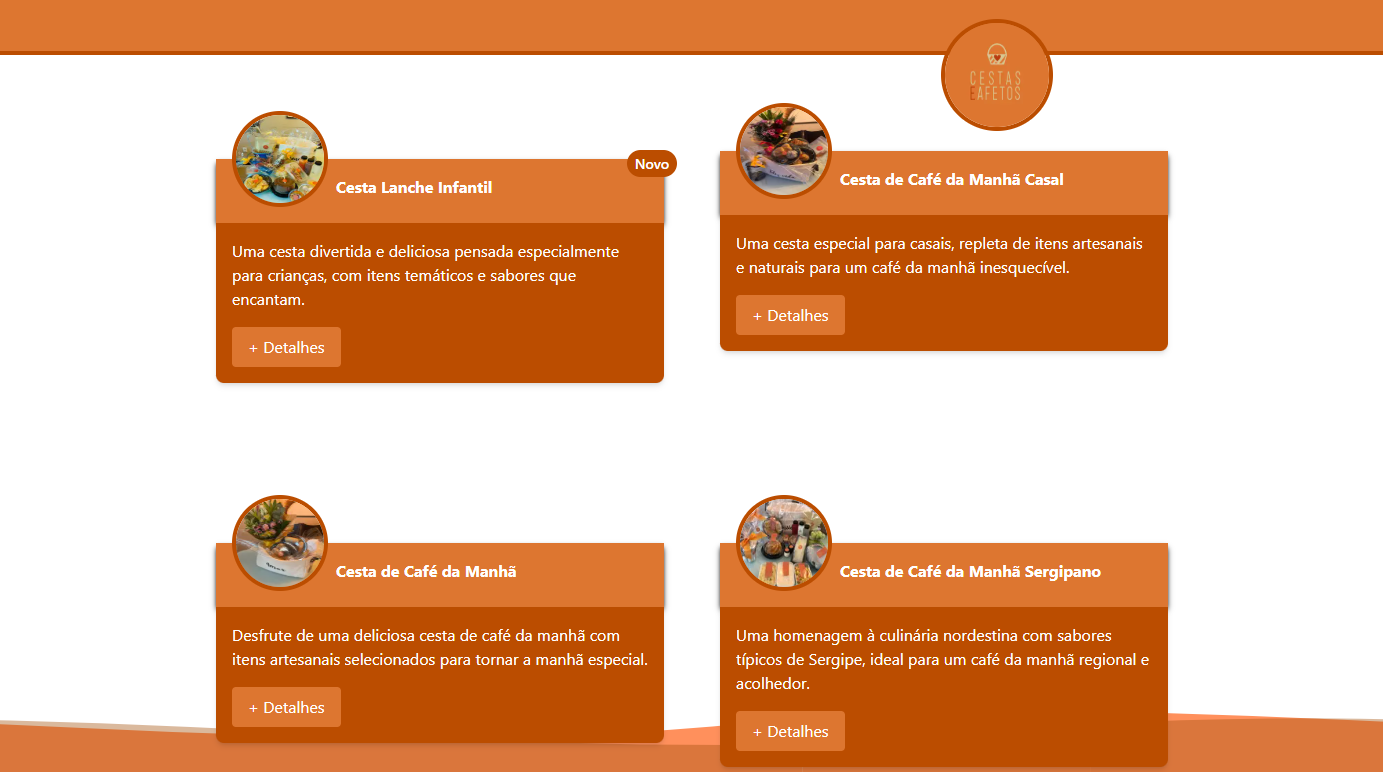 CESTAS
E AFETOS
Novo
Cesta Lanche Infantil
Uma cesta divertida e deliciosa pensada especialmente
para crianças, com itens temáticos e sabores que
encantam.
+ Detalhes
Cesta de Café da Manhã Casal
Uma cesta especial para casais, repleta de itens artesanais
e naturais para um café da manhã inesquecível.
+ Detalhes
Cesta de Café da Manhã
Desfrute de uma deliciosa cesta de café da manhã com
itens artesanais selecionados para tornar a manhã especial.
+ Detalhes
Cesta de Café da Manhã Sergipano
Uma homenagem à culinária nordestina com sabores
típicos de Sergipe, ideal para um café da manhã regional e
acolhedor.
+ Detalhes